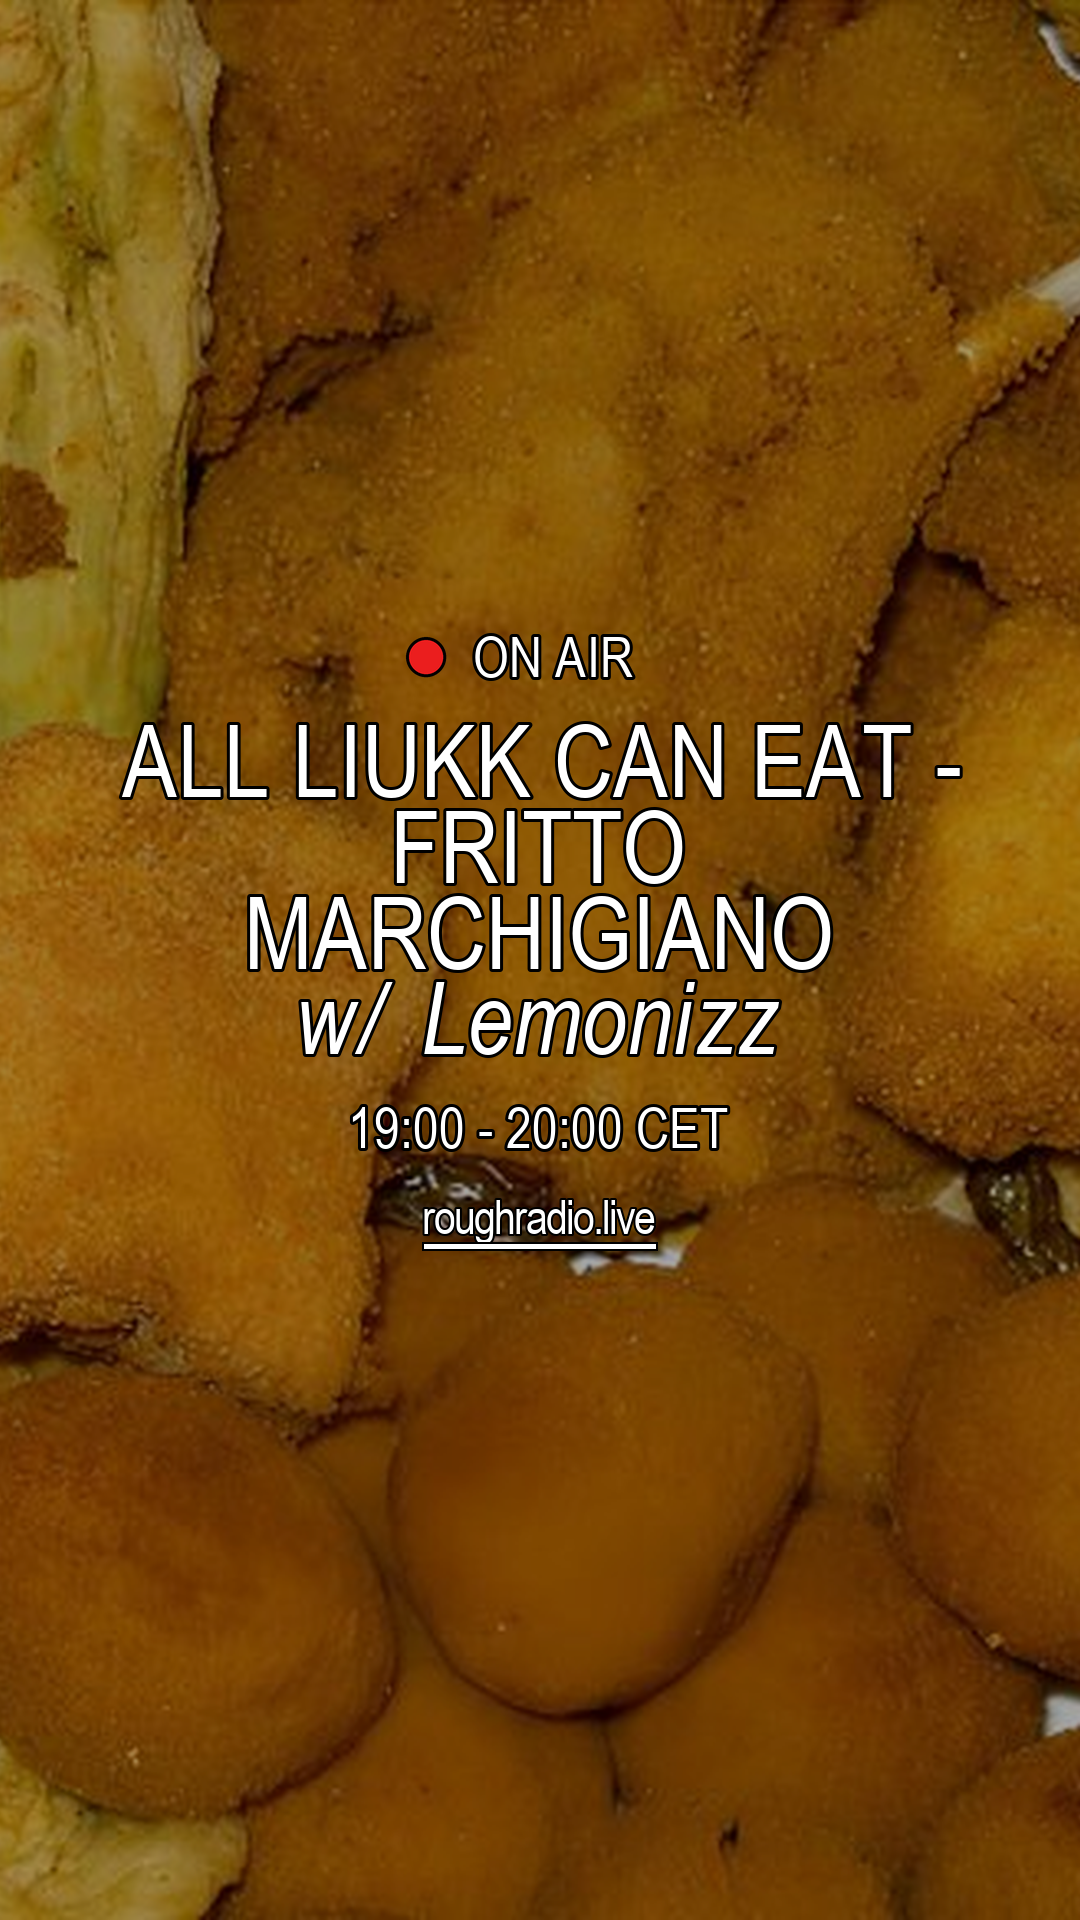 ON AIR
ALL LIUKK CAN EAT -
FRITTO
MARCHIGIANO
w/ Lemonizz
19:00 - 20:00 CET
roughradio.live